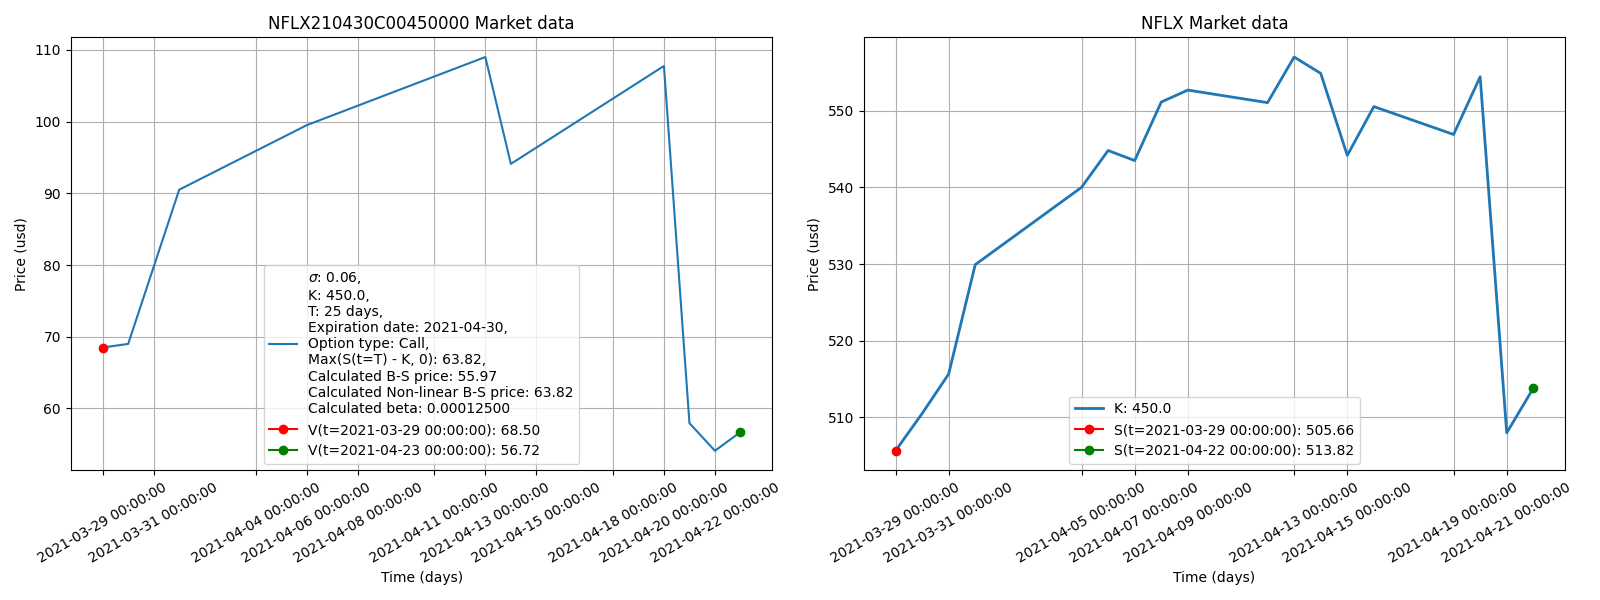 NFLX210430C00450000 Market data
Price (usd)
110
100
90
80
70
60
σ: 0.06,
K: 450.0,
T: 25 days,
Expiration date: 2021-04-30,
Option type: Call,
Max(S(t=T) - K, 0): 63.82,
Calculated B-S price: 55.97
Calculated Non-linear B-S price: 63.82
Calculated beta: 0.00012500
V(t=2021-03-29 00:00:00): 68.50
V(t=2021-04-23 00:00:00): 56.72
2021-03-29 00:00:00
2021-03-31 00:00:00
2021-04-04 00:00:00
2021-04-06 00:00:00
2021-04-08 00:00:00
2021-04-11 00:00:00
2021-04-13 00:00:00
2021-04-15 00:00:00
2021-04-18 00:00:00
2021-04-20 00:00:00
2021-04-22 00:00:00
Time (days)
NFLX Market data
Price (usd)
550
540
530
520
510
K: 450.0
S(t=2021-03-29 00:00:00): 505.66
S(t=2021-04-22 00:00:00): 513.82
2021-03-29 00:00:00
2021-03-31 00:00:00
2021-04-05 00:00:00
2021-04-07 00:00:00
2021-04-09 00:00:00
2021-04-13 00:00:00
2021-04-15 00:00:00
2021-04-19 00:00:00
2021-04-21 00:00:00
Time (days)